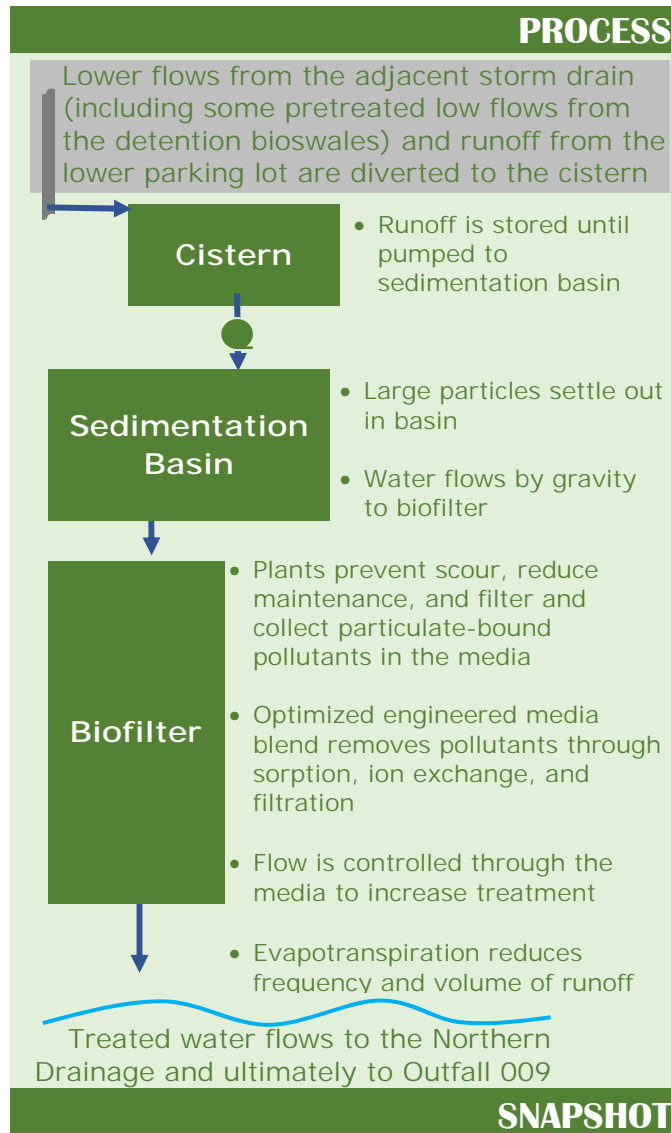 PROCESS
Lower flows from the adjacent storm drain
(including some pretreated low flows from
the detention bioswales) and runoff from the
lower parking lot are diverted to the cistern
Cistern
• Runoff is stored until
pumped to
sedimentation basin
Sedimentation
Basin
• Large particles settle out
in basin
• Water flows by gravity
to biofilter
Biofilter
• Plants prevent scour, reduce
maintenance, and filter and
collect particulate-bound
pollutants in the media
• Optimized engineered media
blend removes pollutants through
sorption, ion exchange, and
filtration
• Flow is controlled through the
media to increase treatment
• Evapotranspiration reduces
frequency and volume of runoff
Treated water flows to the Northern
Drainage and ultimately to Outfall 009
SNAPSHOT